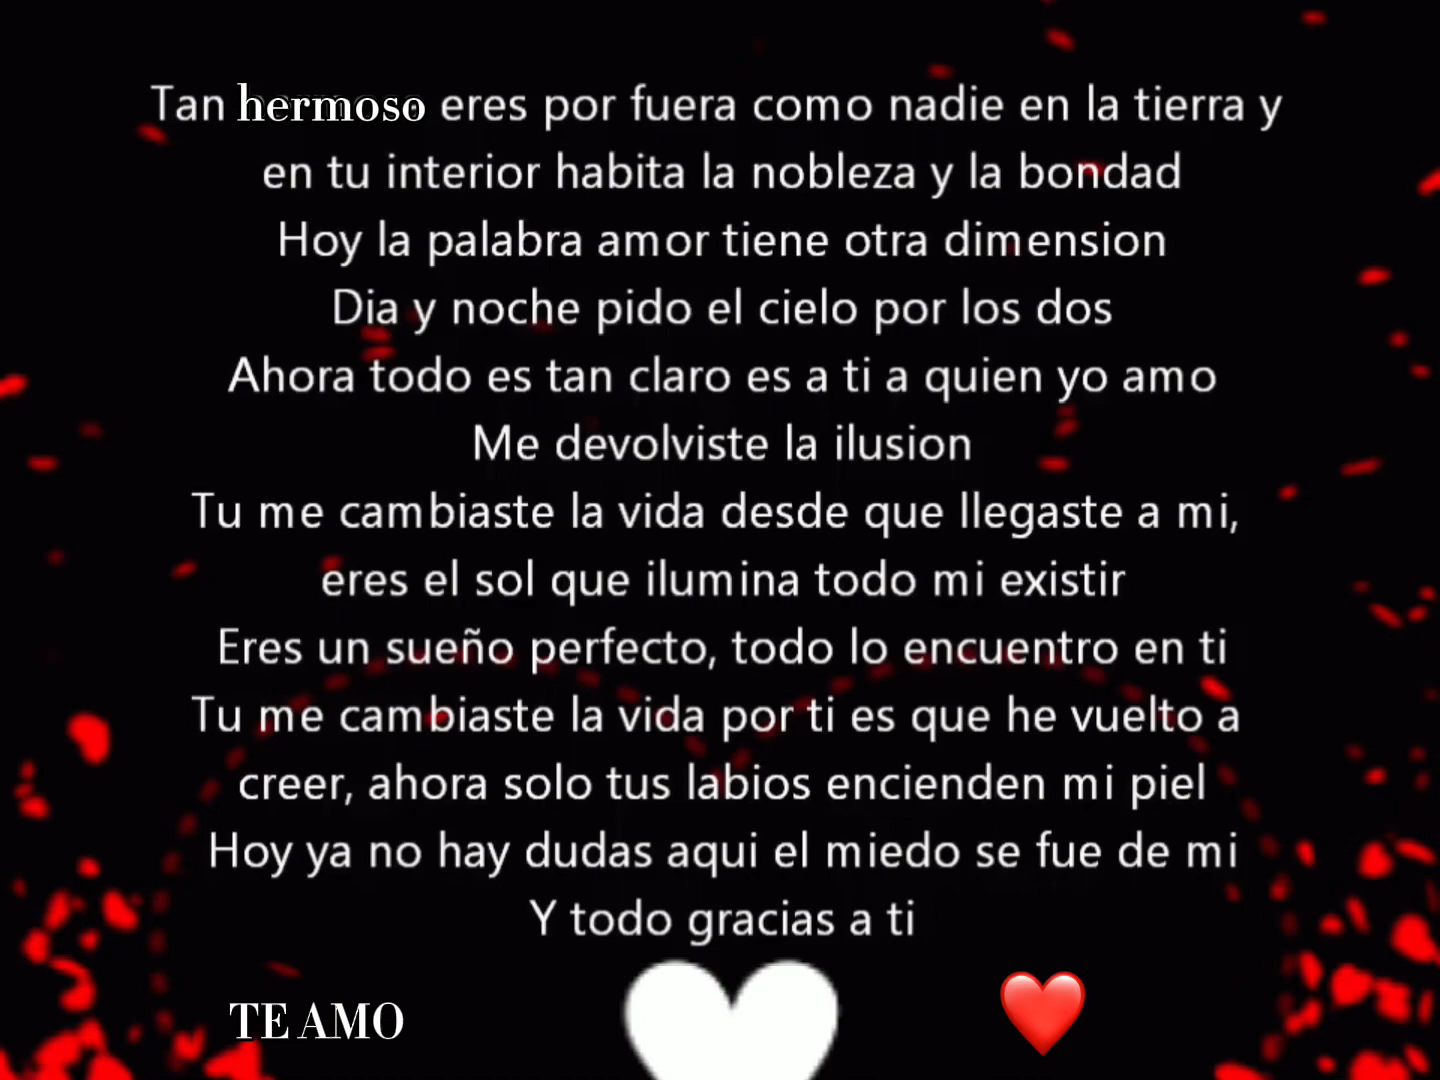 Tan hermoso eres por fuera como nadie en la tierra y
en tu interior habita la nobleza y la bondad
Hoy la palabra amor tiene otra dimension
Dia y noche pido el cielo por los dos
Ahora todo es tan claro es a ti a quien yo amo
Me devolviste la ilusion
Tu me cambiaste la vida desde que llegaste a mi,
eres el sol que ilumina todo mi existir
Eres un sueño perfecto, todo lo encuentro en ti
Tu me cambiaste la vida por ti es que he vuelto a
creer, ahora solo tus labios encienden mi piel
Hoy ya no hay dudas aqui el miedo se fue de mi
Y todo gracias a ti
TE AMO